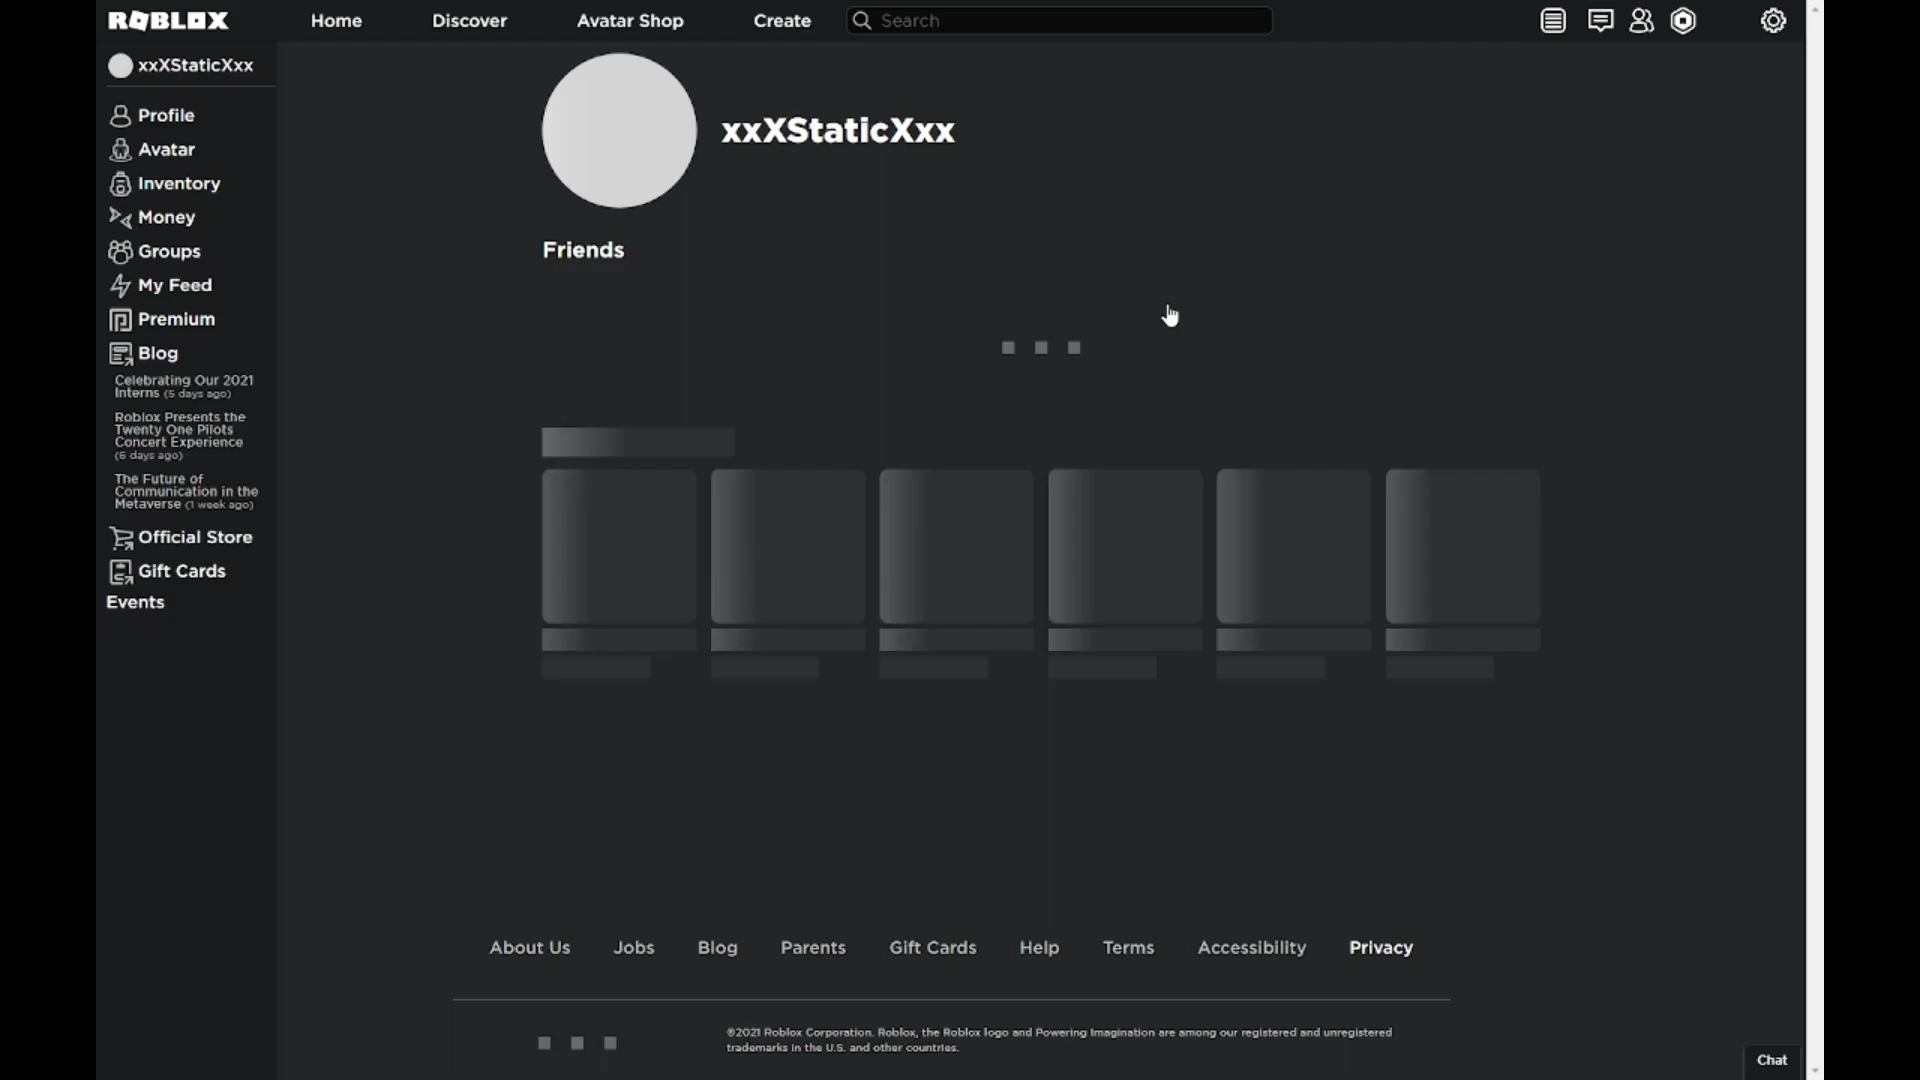 ROBLOX
Home
Discover
Avatar Shop
Create
Search
xxXStaticXxx
Profile
Avatar
Inventory
Money
Groups
My Feed
Premium
Blog
Celebrating Our 2021
Interns (5 days ago)
Roblox Presents the
Twenty One Pilots
Concert Experience
(6 days ago)
The Future of
Communication in the
Metaverse (1 week ago)
Official Store
Gift Cards
Events
xxXStaticXxx
Friends
About Us
Jobs
Blog
Parents
Gift Cards
Help
Terms
Accessibility
Privacy
©2021 Roblox Corporation. Roblox, the Roblox logo and Powering Imagination are among our registered and unregistered
trademarks in the U.S. and other countries.
Chat